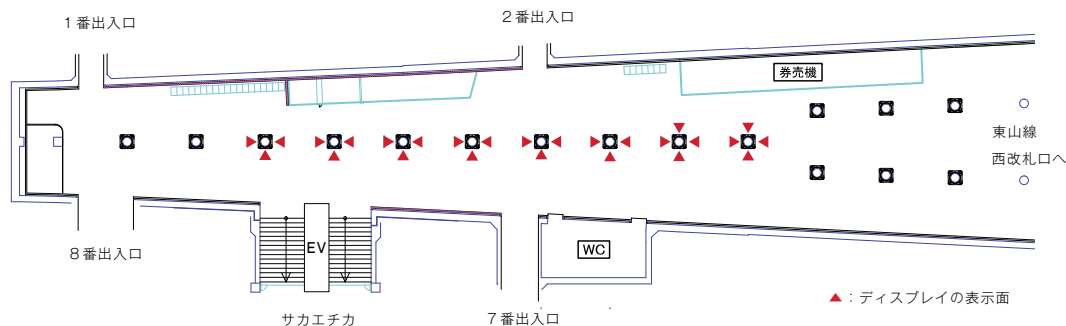 1番出入口
2番出入口
券売機
東山線
西改札口へ
8番出入口
EV
WC
サカエチカ
7番出入口
▲：ディスプレイの表示面